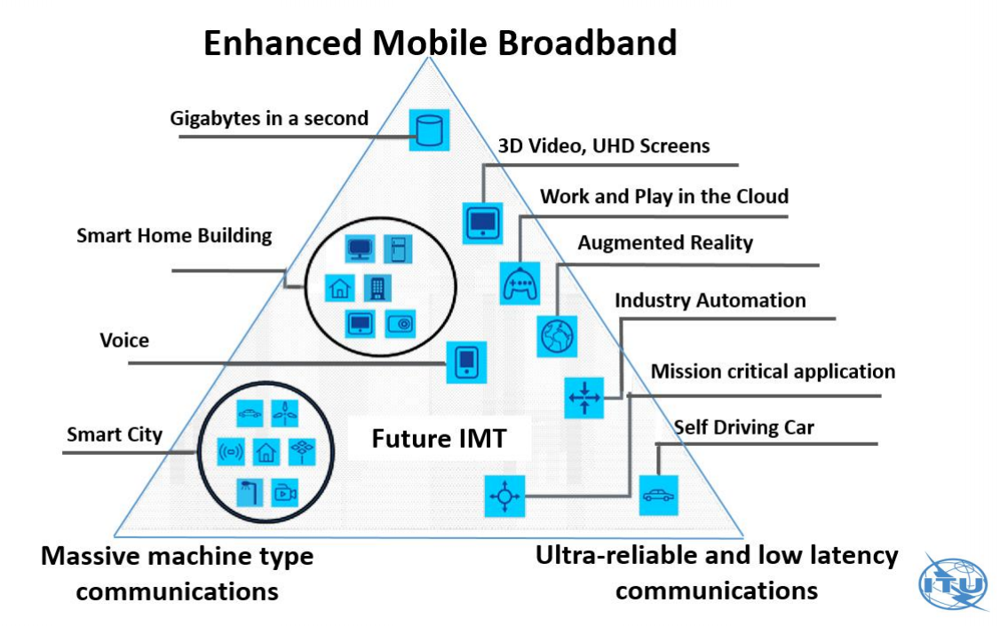 Enhanced Mobile Broadband
Gigabytes in a second
3D Video, UHD Screens
Work and Play in the Cloud
Smart Home Building
Augmented Reality
Industry Automation
Voice
Mission critical application
Smart City
Future IMT
Self Driving Car
Massive machine type
communications
Ultra-reliable and low latency
communications
ITU